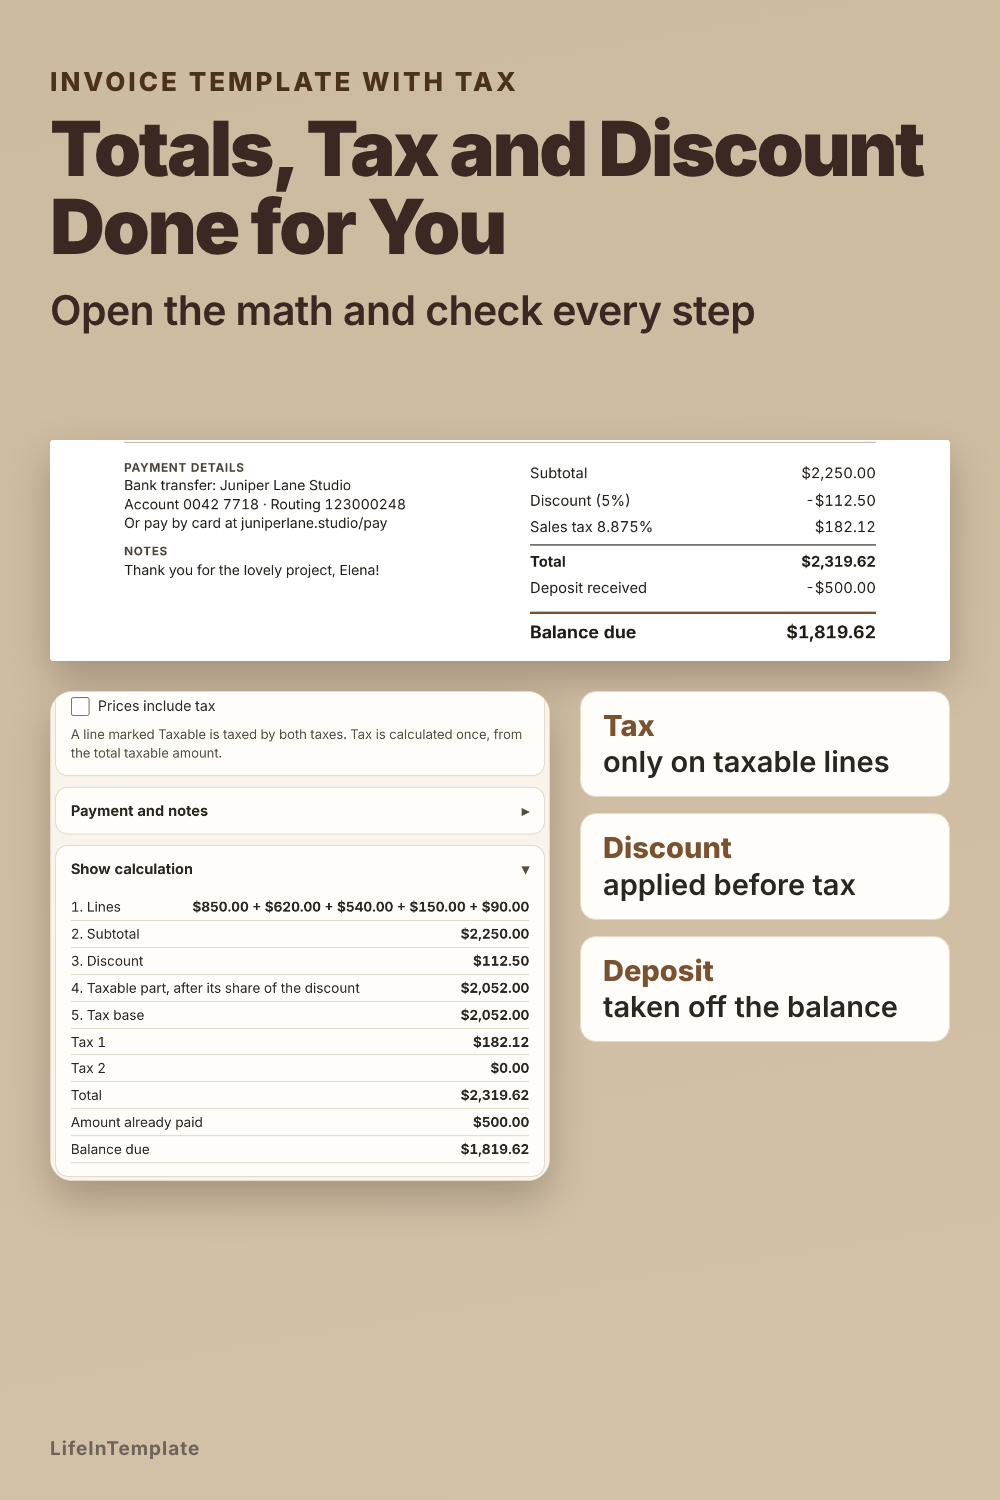 INVOICE TEMPLATE WITH TAX
Totals, Tax and Discount
Done for You
Open the math and check every step
PAYMENT DETAILS
Bank transfer: Juniper Lane Studio
Account 0042 7718 · Routing 123000248
Or pay by card at juniperlane.studio/pay
NOTES
Thank you for the lovely project, Elena!
Subtotal $2,250.00
Discount (5%) -$112.50
Sales tax 8.875% $182.12
Total $2,319.62
Deposit received -$500.00
Balance due $1,819.62
Prices include tax
A line marked Taxable is taxed by both taxes. Tax is calculated once, from
the total taxable amount.
Payment and notes ▸
Show calculation ▾
1. Lines $850.00 + $620.00 + $540.00 + $150.00 + $90.00
2. Subtotal $2,250.00
3. Discount $112.50
4. Taxable part, after its share of the discount $2,052.00
5. Tax base $2,052.00
Tax 1 $182.12
Tax 2 $0.00
Total $2,319.62
Amount already paid $500.00
Balance due $1,819.62
Tax
only on taxable lines
Discount
applied before tax
Deposit
taken off the balance
LifeInTemplate